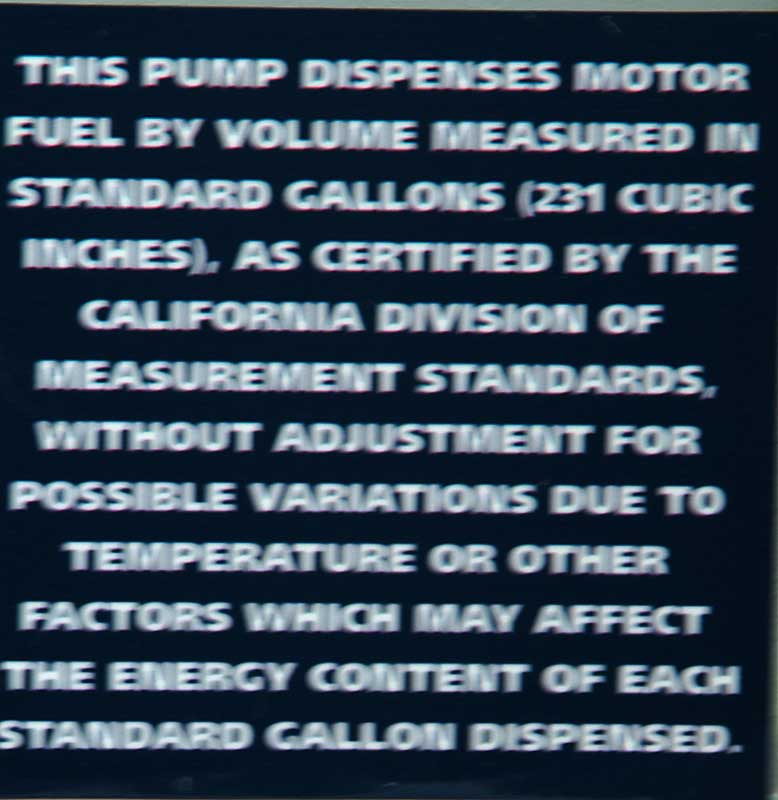 THIS PUMP DISPENSES MOTOR
FUEL BY VOLUME MEASURED IN
STANDARD GALLONS (231 CUBIC
INCHES), AS CERTIFIED BY THE
CALIFORNIA DIVISION OF
MEASUREMENT STANDARDS,
WITHOUT ADJUSTMENT FOR
POSSIBLE VARIATIONS DUE TO
TEMPERATURE OR OTHER
FACTORS WHICH MAY AFFECT
THE ENERGY CONTENT OF EACH
STANDARD GALLON DISPENSED.